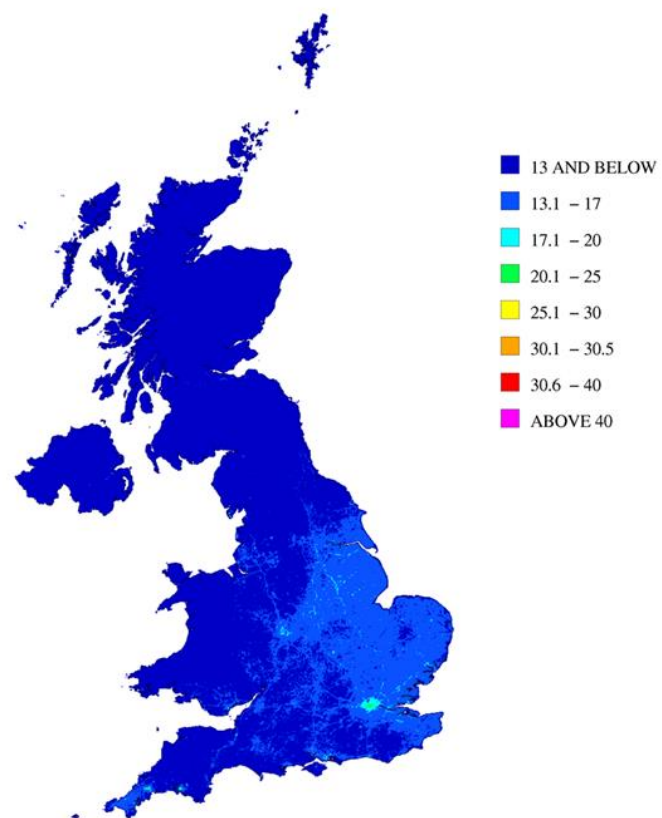 13 AND BELOW
13.1 – 17
17.1 – 20
20.1 – 25
25.1 – 30
30.1 – 30.5
30.6 – 40
ABOVE 40